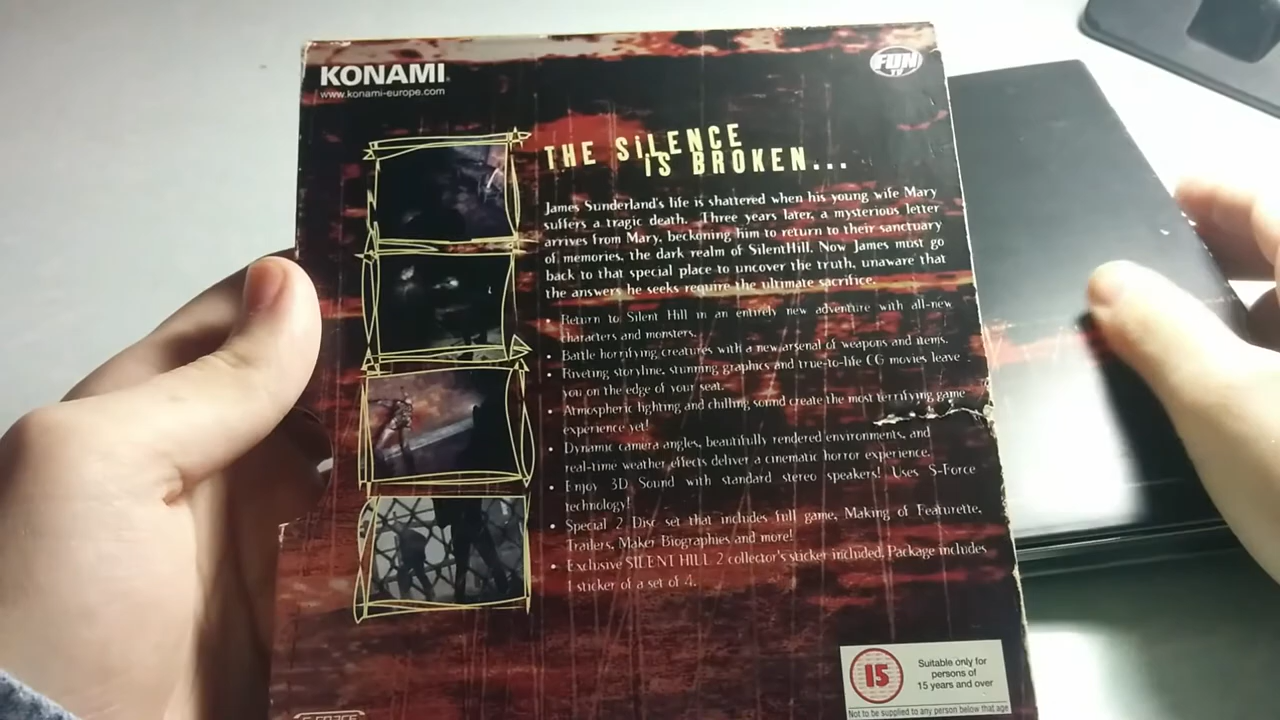 KONAMI
www.konami-europe.com
FUN
TV
THE SiLENCE
iS BROKEN...
James Sunderland's life is shattered when his young wife Mary
suffers a tragic death. Three years later, a mysterious letter
arrives from Mary, beckoning him to return to their sanctuary
of memories, the dark realm of SilentHill. Now James must go
back to that special place to uncover the truth, unaware that
the answers he seeks require the ultimate sacrifice.
• Return to Silent Hill in an entirely new adventure with all-new
characters and monsters.
• Battle horrifying creatures with a new arsenal of weapons and items.
• Riveting storyline, stunning graphics and true-to-life CG movies leave
you on the edge of your seat.
• Atmospheric lighting and chilling sound create the most terrifying game
experience yet!
• Dynamic camera angles, beautifully rendered environments, and
real-time weather effects deliver a cinematic horror experience.
• Enjoy 3D Sound with standard stereo speakers! Uses S-Force
technology!
• Special 2 Disc set that includes full game, Making of Featurette,
Trailers, Maker Biographies and more!
• Exclusive SILENT HILL 2 collector's sticker included. Package includes
1 sticker of a set of 4.
15
Suitable only for
persons of
15 years and over
Not to be supplied to any person below that age
S-FORCE